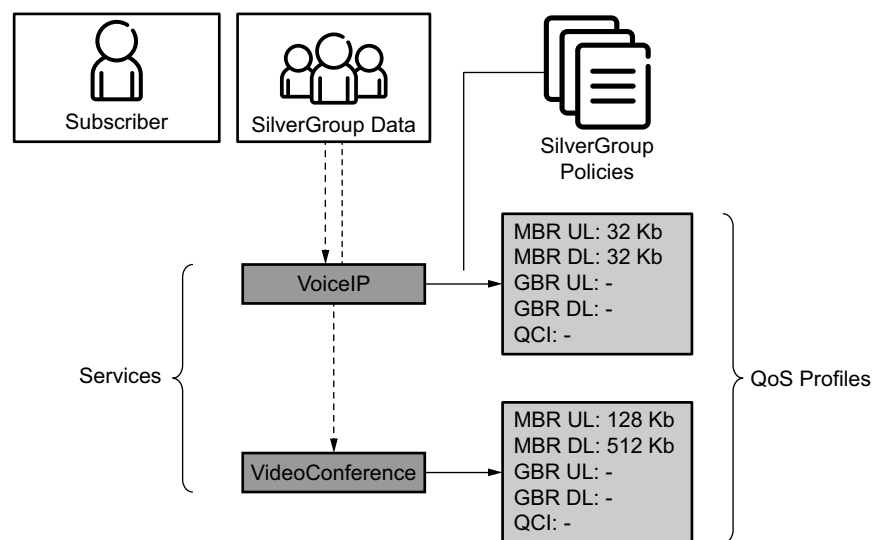 Subscriber
SilverGroup Data
SilverGroup
Policies
MBR UL: 32 Kb
MBR DL: 32 Kb
GBR UL: -
GBR DL: -
QCI: -
VoiceIP
Services
QoS Profiles
MBR UL: 128 Kb
MBR DL: 512 Kb
GBR UL: -
GBR DL: -
QCI: -
VideoConference